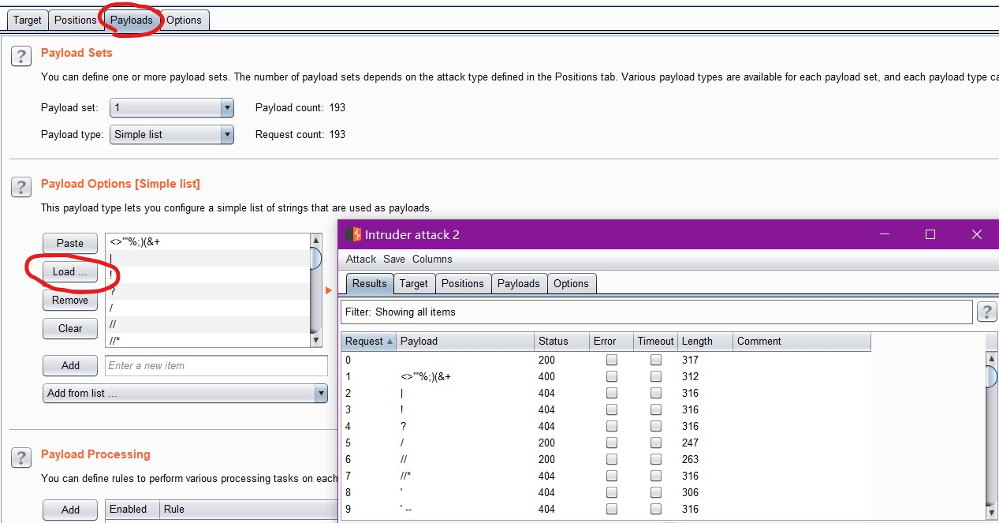 Target Positions Payloads Options
? Payload Sets
You can define one or more payload sets. The number of payload sets depends on the attack type defined in the Positions tab. Various payload types are available for each payload set, and each payload type ca
Payload set: 1 Payload count: 193
Payload type: Simple list Request count: 193
? Payload Options [Simple list]
This payload type lets you configure a simple list of strings that are used as payloads.
Paste
Load ...
Remove
Clear
<>"'%;)(&+
|
!
?
/
//
//*
Add Enter a new item
Add from list ...
? Payload Processing
You can define rules to perform various processing tasks on each
Add Enabled Rule
Intruder attack 2
Attack Save Columns
Results Target Positions Payloads Options
Filter: Showing all items ?
Request Payload Status Error Timeout Length Comment
0 200 317
1 <>"'%;)(&+ 400 312
2 | 404 316
3 ! 404 316
4 ? 404 316
5 / 200 247
6 // 200 263
7 //* 404 316
8 ' 404 306
9 ' -- 404 316